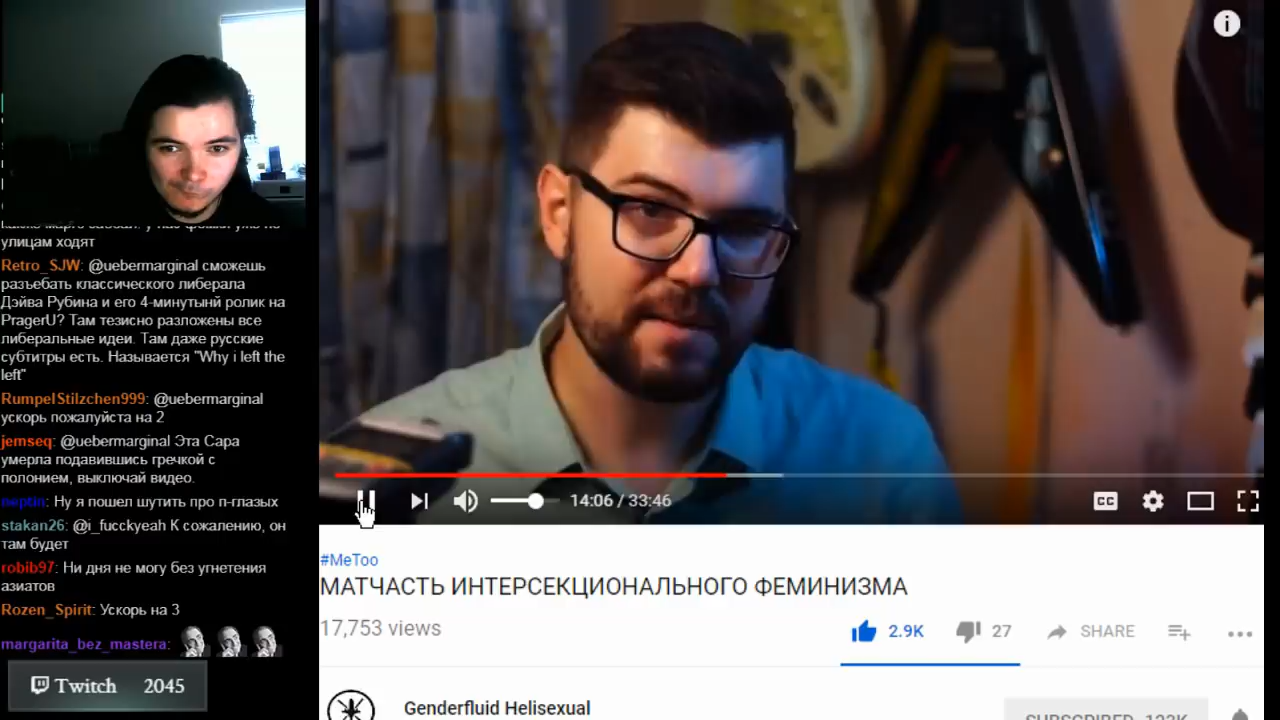 улицам ходят
Retro_SJW: @uebermarginal сможешь
разъебать классического либерала
Дэйва Рубина и его 4-минутынй ролик на
PragerU? Там тезисно разложены все
либеральные идеи. Там даже русские
субтитры есть. Называется "Why i left the
left"
RumpelStilzchen999: @uebermarginal
ускорь пожалуйста на 2
jemseq: @uebermarginal Эта Сара
умерла подавившись гречкой с
полонием, выключай видео.
neptin: Ну я пошел шутить про п-глазых
stakan26: @i_fucckyeah К сожалению, он
там будет
robib97: Ни дня не могу без угнетения
азиатов
Rozen_Spirit: Ускорь на 3
margarita_bez_mastera:
Twitch 2045
i
14:06 / 33:46
CC
#MeToo
МАТЧАСТЬ ИНТЕРСЕКЦИОНАЛЬНОГО ФЕМИНИЗМА
17,753 views
2.9K 27 SHARE
Genderfluid Helisexual
SUBSCRIBED 123K